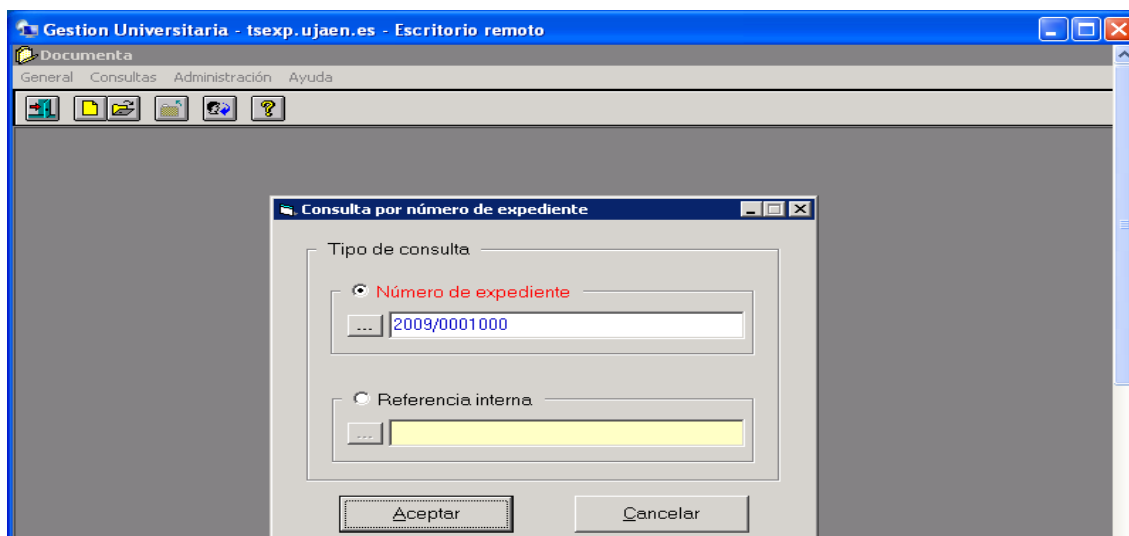 Gestion Universitaria - tsexp.ujaen.es - Escritorio remoto
Documenta
General Consultas Administración Ayuda
?
Consulta por número de expediente
Tipo de consulta
Número de expediente
... 2009/0001000
Referencia interna
...
Aceptar Cancelar